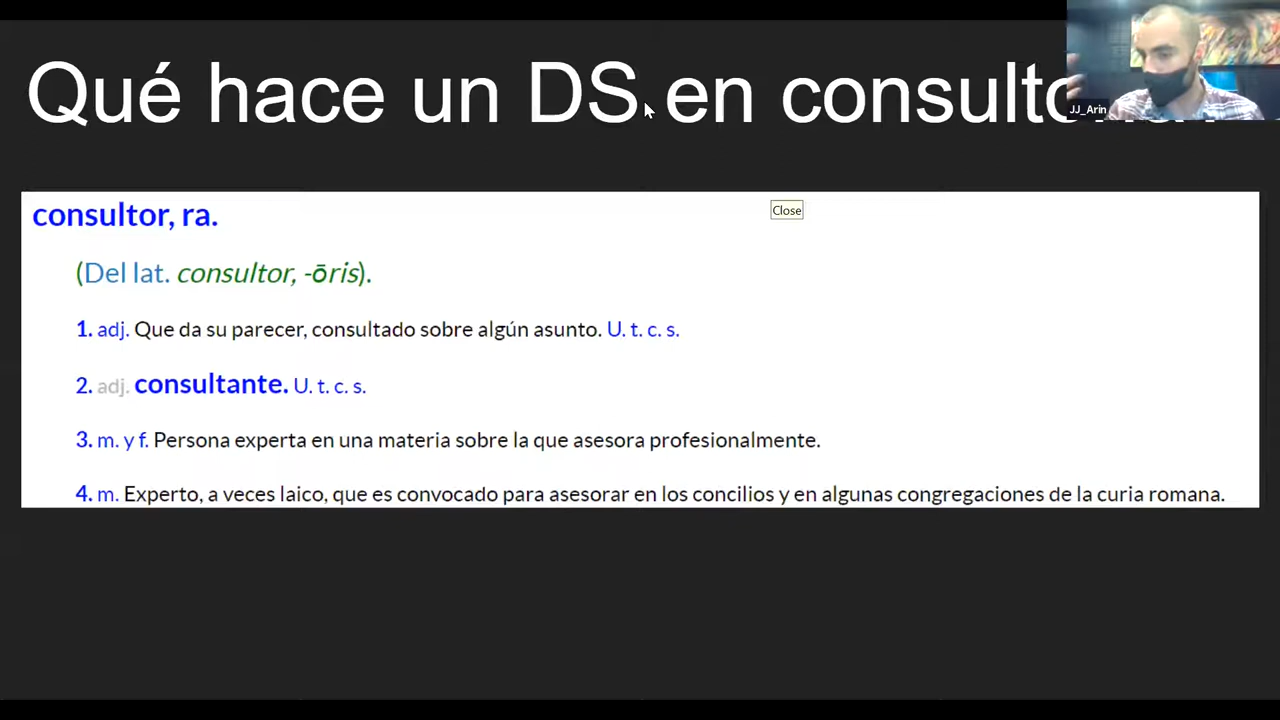 Qué hace un DS en
JJ_Arin
consultor, ra.
Close
(Del lat. consultor, -ōris).
1. adj. Que da su parecer, consultado sobre algún asunto. U. t. c. s.
2. adj. consultante. U. t. c. s.
3. m. y f. Persona experta en una materia sobre la que asesora profesionalmente.
4. m. Experto, a veces laico, que es convocado para asesorar en los concilios y en algunas congregaciones de la curia romana.